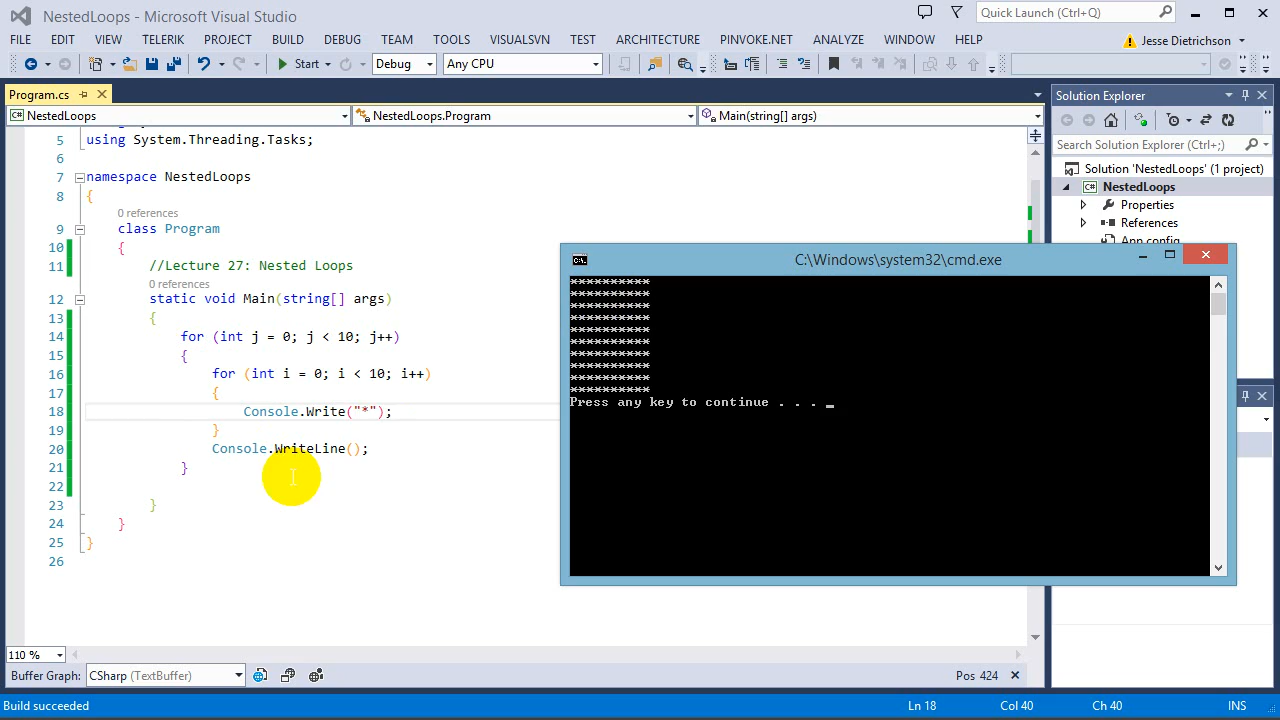 NestedLoops - Microsoft Visual Studio
Quick Launch (Ctrl+Q)
FILE EDIT VIEW TELERIK PROJECT BUILD DEBUG TEAM TOOLS VISUALSVN TEST ARCHITECTURE PINVOKE.NET ANALYZE WINDOW HELP
Jesse Dietrichson
Start Debug Any CPU
Program.cs
NestedLoops NestedLoops.Program Main(string[] args)
5 using System.Threading.Tasks;
6
7 namespace NestedLoops
8 {
0 references
9 class Program
10 {
11 //Lecture 27: Nested Loops
0 references
12 static void Main(string[] args)
13 {
14 for (int j = 0; j < 10; j++)
15 {
16 for (int i = 0; i < 10; i++)
17 {
18 Console.Write("*");
19 }
20 Console.WriteLine();
21 }
22
23 }
24 }
25 }
26
110 %
Buffer Graph: CSharp (TextBuffer) Pos 424
Build succeeded Ln 18 Col 40 Ch 40 INS
Solution Explorer
Search Solution Explorer (Ctrl+;)
Solution 'NestedLoops' (1 project)
C# NestedLoops
Properties
References
App.config
C:\Windows\system32\cmd.exe
**********
**********
**********
**********
**********
**********
**********
**********
**********
**********
Press any key to continue . . . _